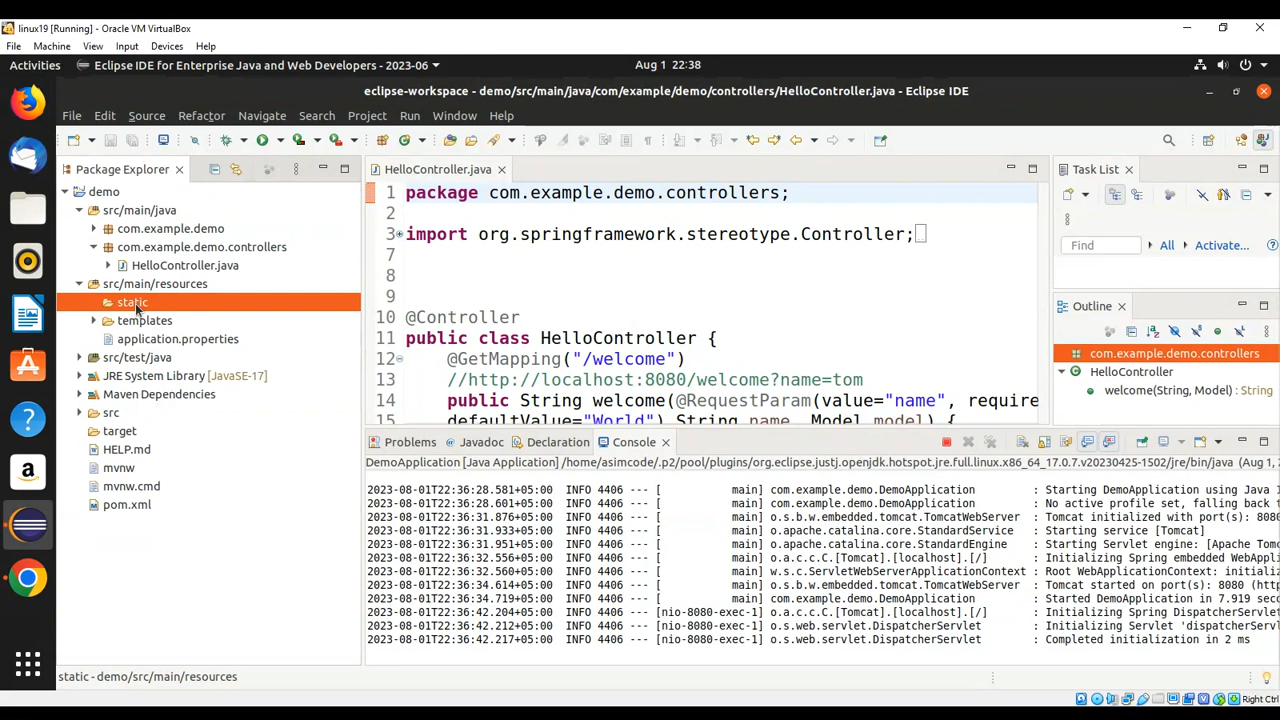 linux19 [Running] - Oracle VM VirtualBox
File Machine View Input Devices Help
Activities Eclipse IDE for Enterprise Java and Web Developers - 2023-06 Aug 1 22:38
eclipse-workspace - demo/src/main/java/com/example/demo/controllers/HelloController.java - Eclipse IDE
File Edit Source Refactor Navigate Search Project Run Window Help
Package Explorer
demo
src/main/java
com.example.demo
com.example.demo.controllers
HelloController.java
src/main/resources
static
templates
application.properties
src/test/java
JRE System Library [JavaSE-17]
Maven Dependencies
src
target
HELP.md
mvnw
mvnw.cmd
pom.xml
HelloController.java
1 package com.example.demo.controllers;
2
3 import org.springframework.stereotype.Controller;
7
8
9
10 @Controller
11 public class HelloController {
12 @GetMapping("/welcome")
13 //http://localhost:8080/welcome?name=tom
14 public String welcome(@RequestParam(value="name", require
15 defaultValue="World") String name, Model model) {
Task List
Find All Activate...
Outline
com.example.demo.controllers
HelloController
welcome(String, Model) : String
Problems Javadoc Declaration Console
DemoApplication [Java Application] /home/asimcode/.p2/pool/plugins/org.eclipse.justj.openjdk.hotspot.jre.full.linux.x86_64_17.0.7.v20230425-1502/jre/bin/java (Aug 1,
2023-08-01T22:36:28.581+05:00 INFO 4406 --- [ main] com.example.demo.DemoApplication : Starting DemoApplication using Java 1
2023-08-01T22:36:28.601+05:00 INFO 4406 --- [ main] com.example.demo.DemoApplication : No active profile set, falling back t
2023-08-01T22:36:31.876+05:00 INFO 4406 --- [ main] o.s.b.w.embedded.tomcat.TomcatWebServer : Tomcat initialized with port(s): 8080
2023-08-01T22:36:31.933+05:00 INFO 4406 --- [ main] o.apache.catalina.core.StandardService : Starting service [Tomcat]
2023-08-01T22:36:31.951+05:00 INFO 4406 --- [ main] o.apache.catalina.core.StandardEngine : Starting Servlet engine: [Apache Tomc
2023-08-01T22:36:32.556+05:00 INFO 4406 --- [ main] o.a.c.c.C.[Tomcat].[localhost].[/] : Initializing Spring embedded WebAppl
2023-08-01T22:36:32.560+05:00 INFO 4406 --- [ main] w.s.c.ServletWebServerApplicationContext : Root WebApplicationContext: initializ
2023-08-01T22:36:34.614+05:00 INFO 4406 --- [ main] o.s.b.w.embedded.tomcat.TomcatWebServer : Tomcat started on port(s): 8080 (htt
2023-08-01T22:36:34.719+05:00 INFO 4406 --- [ main] com.example.demo.DemoApplication : Started DemoApplication in 7.919 seco
2023-08-01T22:36:42.204+05:00 INFO 4406 --- [nio-8080-exec-1] o.a.c.c.C.[Tomcat].[localhost].[/] : Initializing Spring DispatcherServlet
2023-08-01T22:36:42.212+05:00 INFO 4406 --- [nio-8080-exec-1] o.s.web.servlet.DispatcherServlet : Initializing Servlet 'dispatcherServl
2023-08-01T22:36:42.217+05:00 INFO 4406 --- [nio-8080-exec-1] o.s.web.servlet.DispatcherServlet : Completed initialization in 2 ms
static - demo/src/main/resources
Right Ctrl